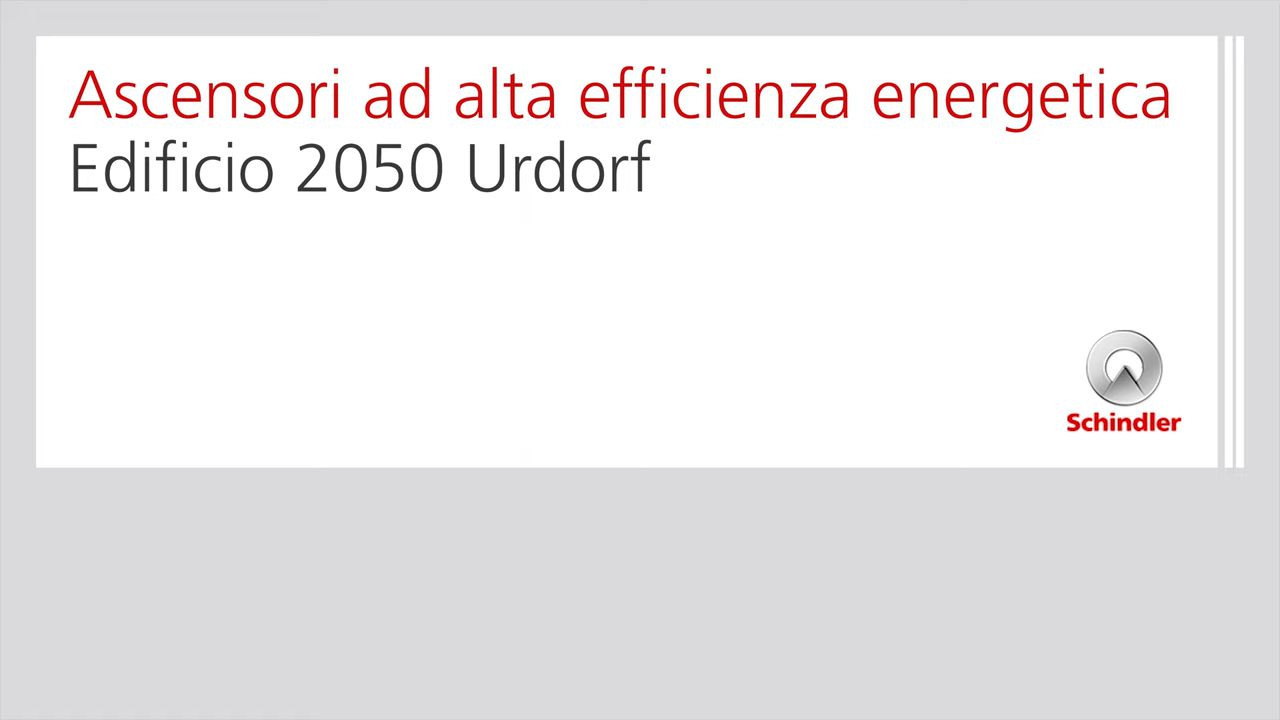 Ascensori ad alta efficienza energetica
Edificio 2050 Urdorf
Schindler